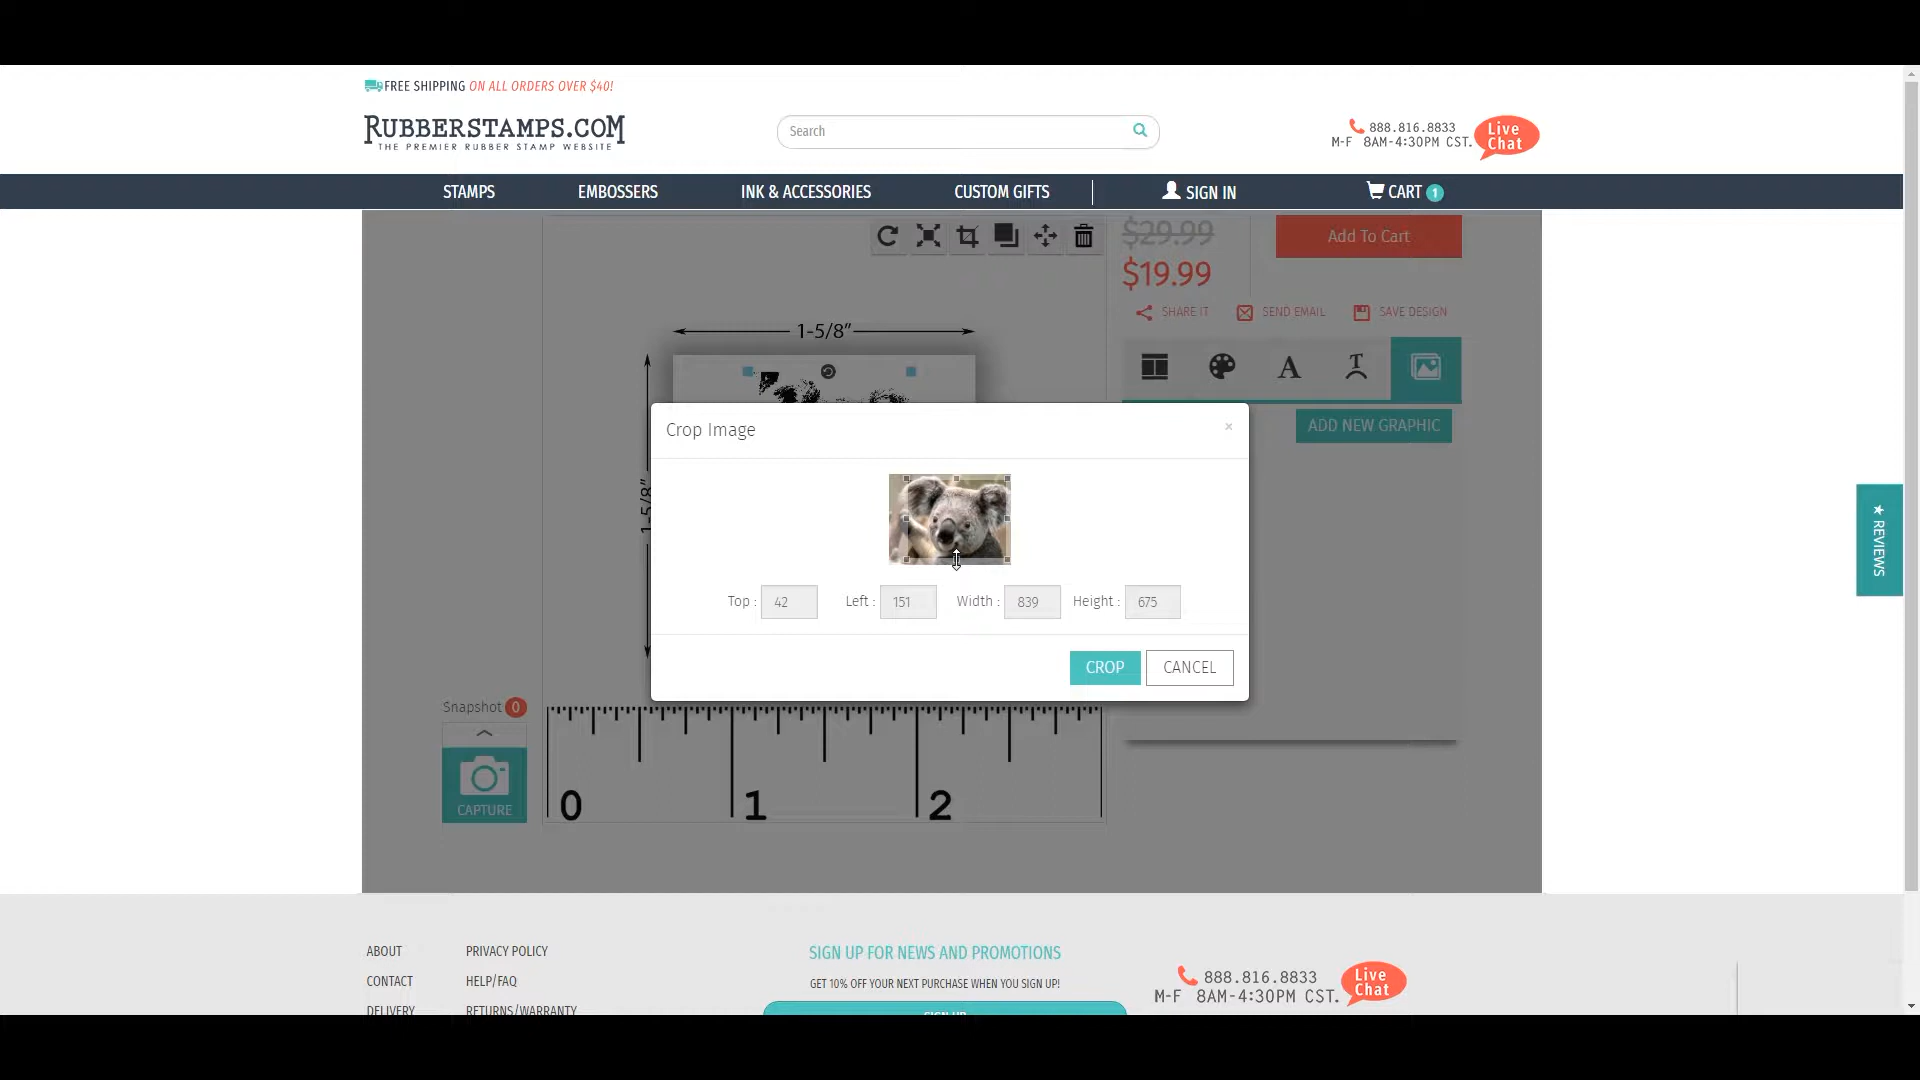 FREE SHIPPING ON ALL ORDERS OVER $40!
RUBBERSTAMPS.COM
THE PREMIER RUBBER STAMP WEBSITE
Search
888.816.8833
M-F 8AM-4:30PM CST.
Live Chat
STAMPS EMBOSSERS INK & ACCESSORIES CUSTOM GIFTS SIGN IN CART 1
$29.99
Add To Cart
$19.99
SHARE IT SEND EMAIL SAVE DESIGN
1-5/8"
1-5/8"
ADD NEW GRAPHIC
Crop Image ×
Top : 42 Left : 151 Width : 839 Height : 675
CROP CANCEL
★ REVIEWS
Snapshot 0
CAPTURE
0 1 2
ABOUT PRIVACY POLICY
CONTACT HELP/FAQ
DELIVERY RETURNS/WARRANTY
SIGN UP FOR NEWS AND PROMOTIONS
GET 10% OFF YOUR NEXT PURCHASE WHEN YOU SIGN UP!
SIGN UP
888.816.8833
M-F 8AM-4:30PM CST.
Live Chat